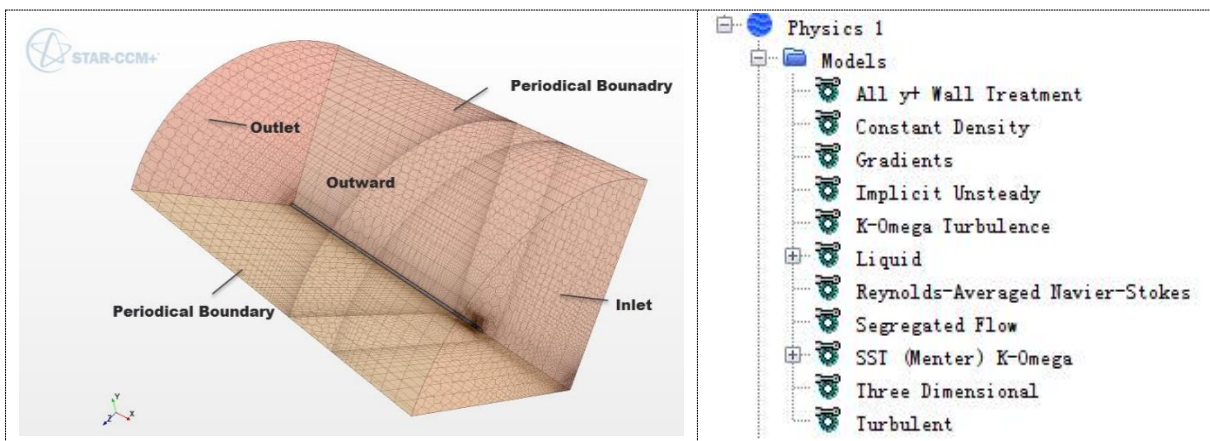 STAR-CCM+
Periodical Bounadry
Outlet
Outward
Periodical Boundary
Inlet
Y
Z
X
Physics 1
Models
All y+ Wall Treatment
Constant Density
Gradients
Implicit Unsteady
K-Omega Turbulence
Liquid
Reynolds-Averaged Navier-Stokes
Segregated Flow
SST (Menter) K-Omega
Three Dimensional
Turbulent